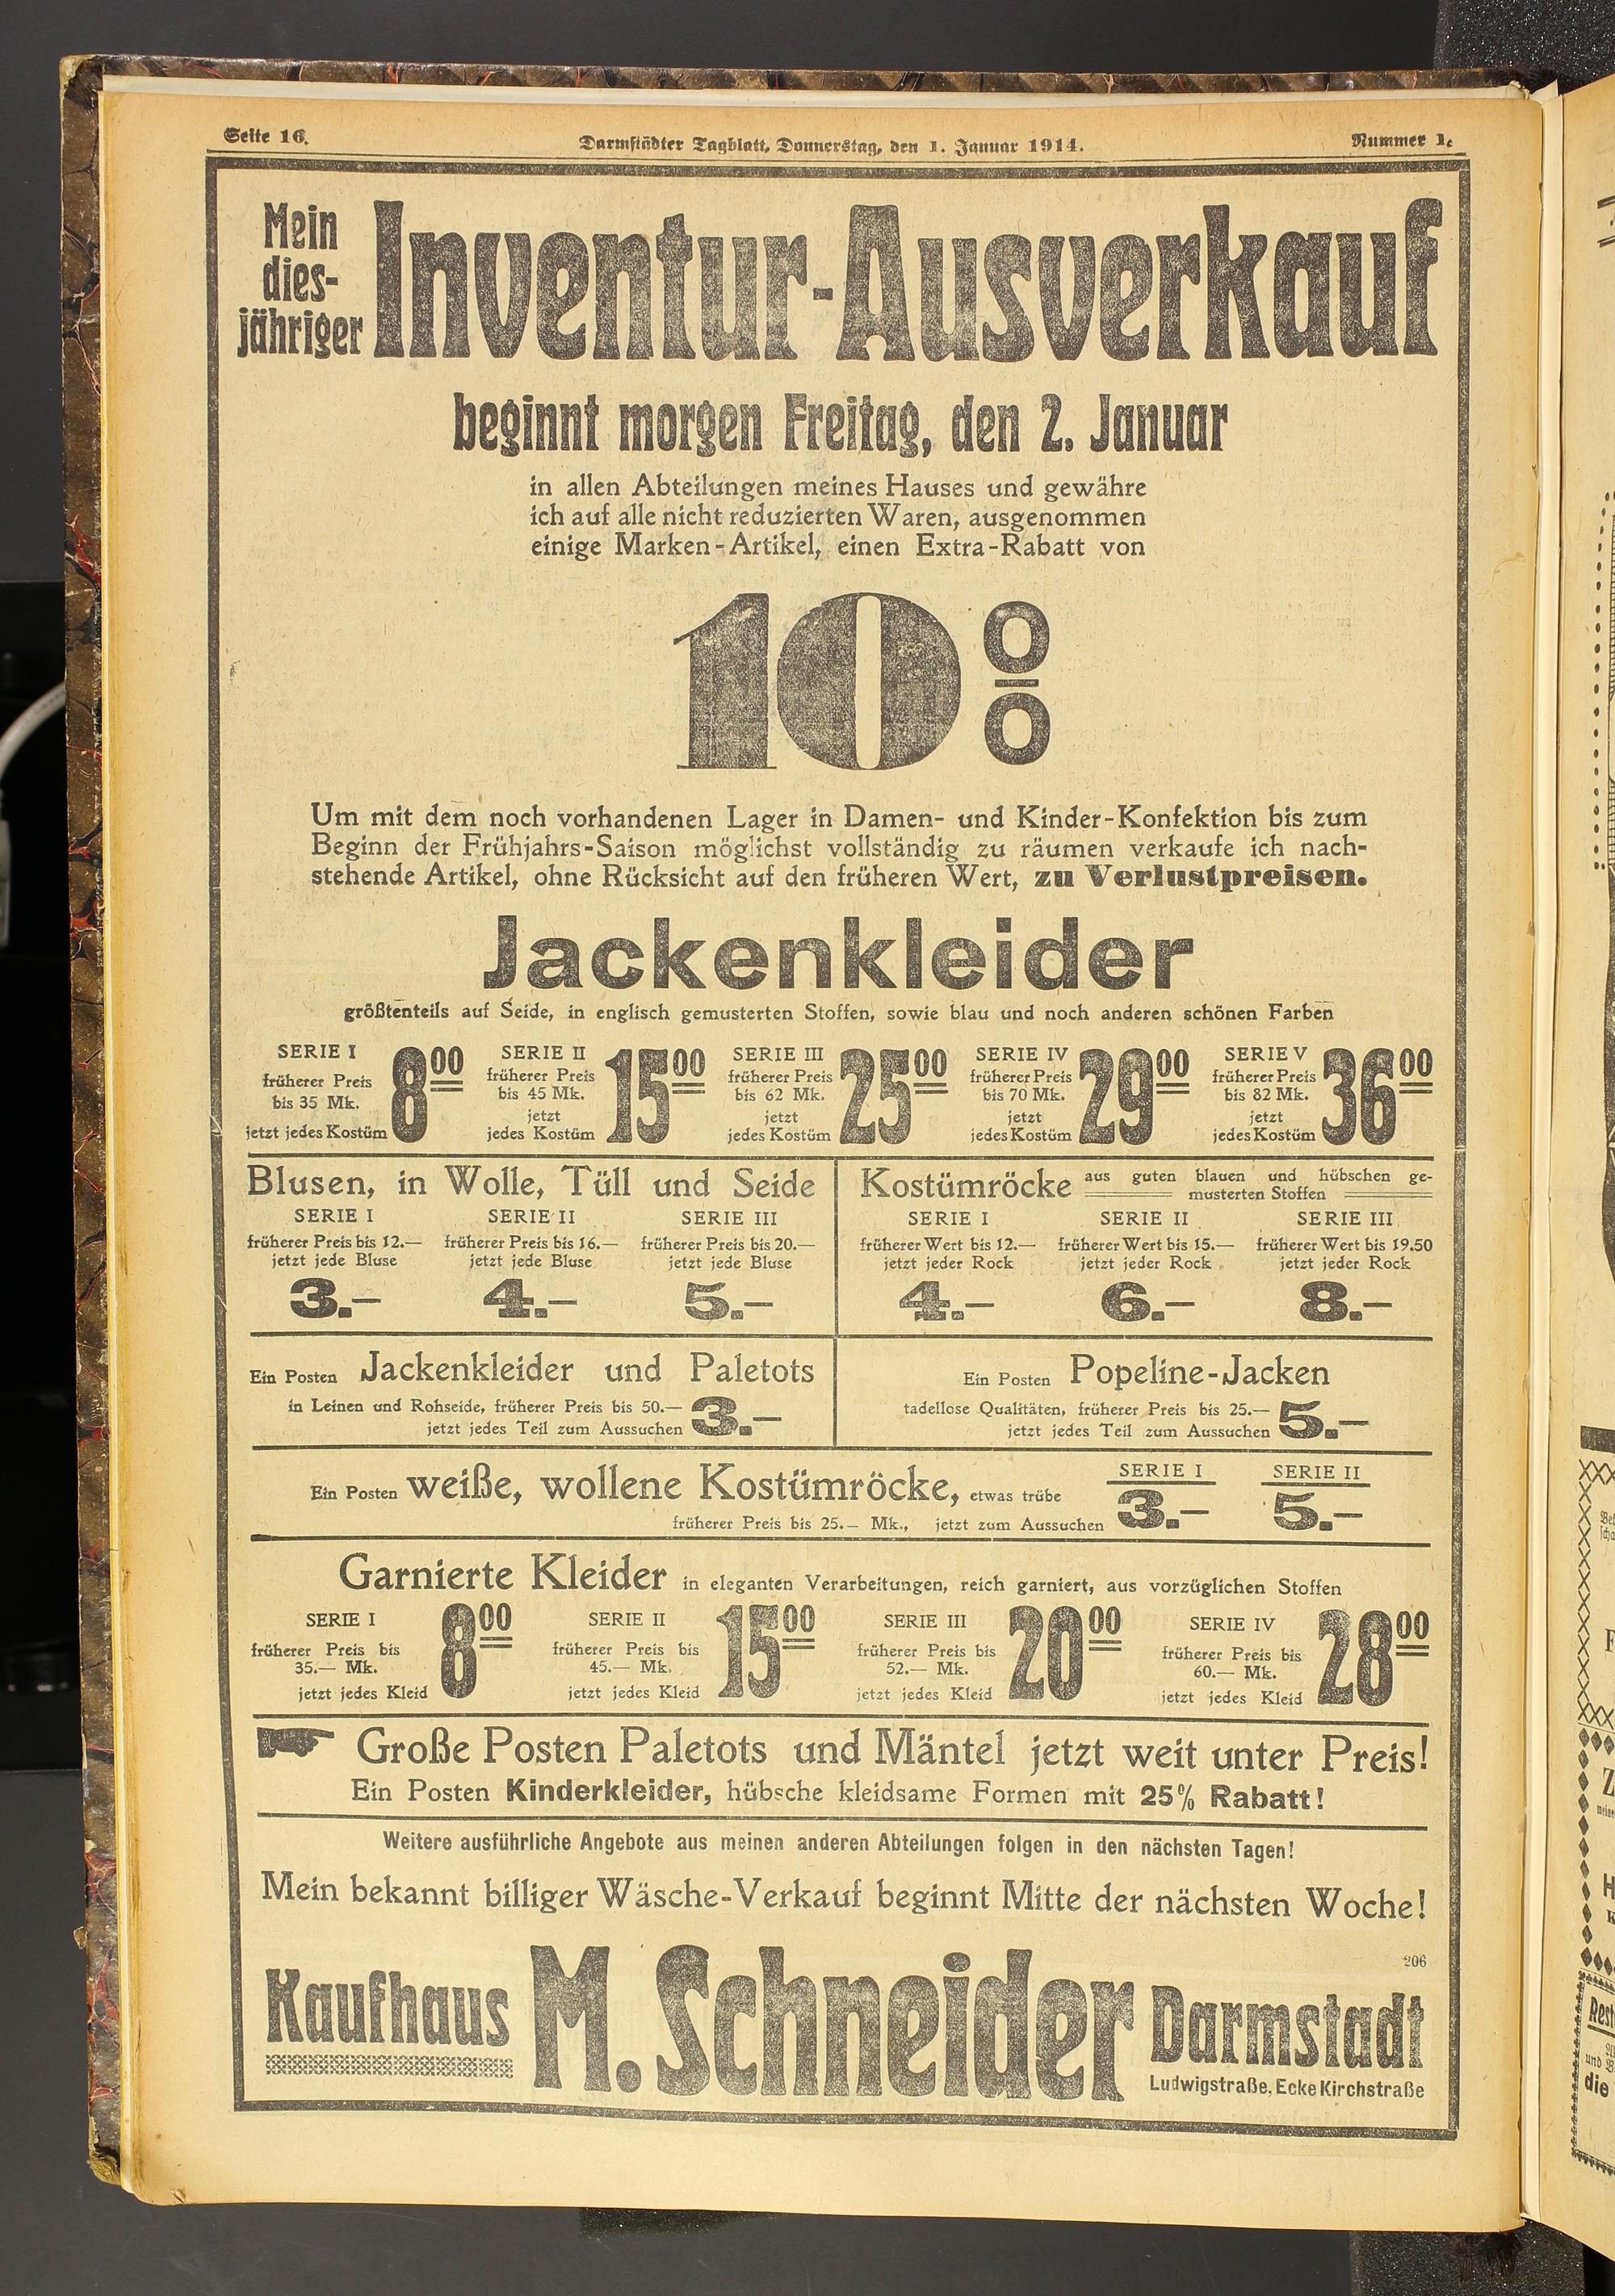 Seite 16.
Darmstädter Tagblatt, Donnerstag, den 1. Januar 1914.
Nummer 1.
Mein
dies-
jähriger
Inventur-Ausverkauf
beginnt morgen Freitag, den 2. Januar
in allen Abteilungen meines Hauses und gewähre
ich auf alle nicht reduzierten Waren, ausgenommen
einige Marken-Artikel, einen Extra-Rabatt von
10%
Um mit dem noch vorhandenen Lager in Damen- und Kinder-Konfektion bis zum
Beginn der Frühjahrs-Saison möglichst vollständig zu räumen verkaufe ich nach-
stehende Artikel, ohne Rücksicht auf den früheren Wert, zu Verlustpreisen.
Jackenkleider
größtenteils auf Seide, in englisch gemusterten Stoffen, sowie blau und noch anderen schönen Farben
SERIE I
früherer Preis
bis 35 Mk.
jetzt jedes Kostüm
8 00
SERIE II
früherer Preis
bis 45 Mk.
jetzt
jedes Kostüm
15 00
SERIE III
früherer Preis
bis 62 Mk.
jetzt
jedes Kostüm
25 00
SERIE IV
früherer Preis
bis 70 Mk.
jetzt
jedes Kostüm
29 00
SERIE V
früherer Preis
bis 82 Mk.
jetzt
jedes Kostüm
36 00
Blusen, in Wolle, Tüll und Seide
SERIE I
früherer Preis bis 12.—
jetzt jede Bluse
3.—
SERIE II
früherer Preis bis 16.—
jetzt jede Bluse
4.—
SERIE III
früherer Preis bis 20.—
jetzt jede Bluse
5.—
Kostümröcke aus guten blauen und hübschen ge-
musterten Stoffen
SERIE I
früherer Wert bis 12.—
jetzt jeder Rock
4.—
SERIE II
früherer Wert bis 15.—
jetzt jeder Rock
6.—
SERIE III
früherer Wert bis 19.50
jetzt jeder Rock
8.—
Ein Posten Jackenkleider und Paletots
in Leinen und Rohseide, früherer Preis bis 50.—
jetzt jedes Teil zum Aussuchen
3.—
Ein Posten Popeline-Jacken
tadellose Qualitäten, früherer Preis bis 25.—
jetzt jedes Teil zum Aussuchen
5.—
Ein Posten weiße, wollene Kostümröcke, etwas trübe
früherer Preis bis 25.— Mk., jetzt zum Aussuchen
SERIE I
3.—
SERIE II
5.—
Garnierte Kleider in eleganten Verarbeitungen, reich garniert, aus vorzüglichen Stoffen
SERIE I
früherer Preis bis
35.— Mk.
jetzt jedes Kleid
8 00
SERIE II
früherer Preis bis
45.— Mk.
jetzt jedes Kleid
15 00
SERIE III
früherer Preis bis
52.— Mk.
jetzt jedes Kleid
20 00
SERIE IV
früherer Preis bis
60.— Mk.
jetzt jedes Kleid
28 00
Große Posten Paletots und Mäntel jetzt weit unter Preis!
Ein Posten Kinderkleider, hübsche kleidsame Formen mit 25% Rabatt!
Weitere ausführliche Angebote aus meinen anderen Abteilungen folgen in den nächsten Tagen!
Mein bekannt billiger Wäsche-Verkauf beginnt Mitte der nächsten Woche!
206
Kaufhaus M. Schneider Darmstadt
Ludwigstraße, Ecke Kirchstraße
Rest
und
die